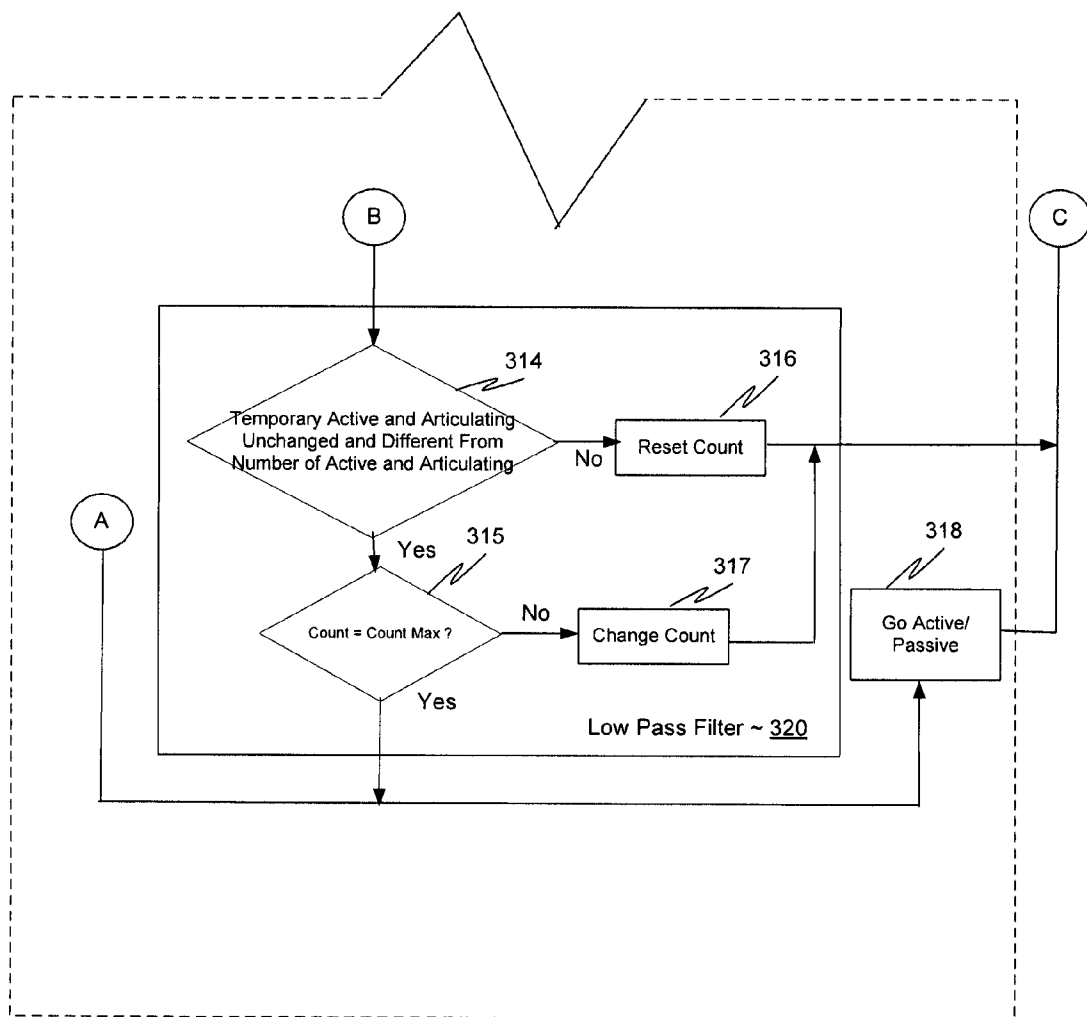 B
C
314
316
Temporary Active and Articulating
Unchanged and Different From
Number of Active and Articulating
No
Reset Count
A
Yes
315
317
318
Count = Count Max ?
No
Change Count
Go Active/
Passive
Yes
Low Pass Filter ~ 320